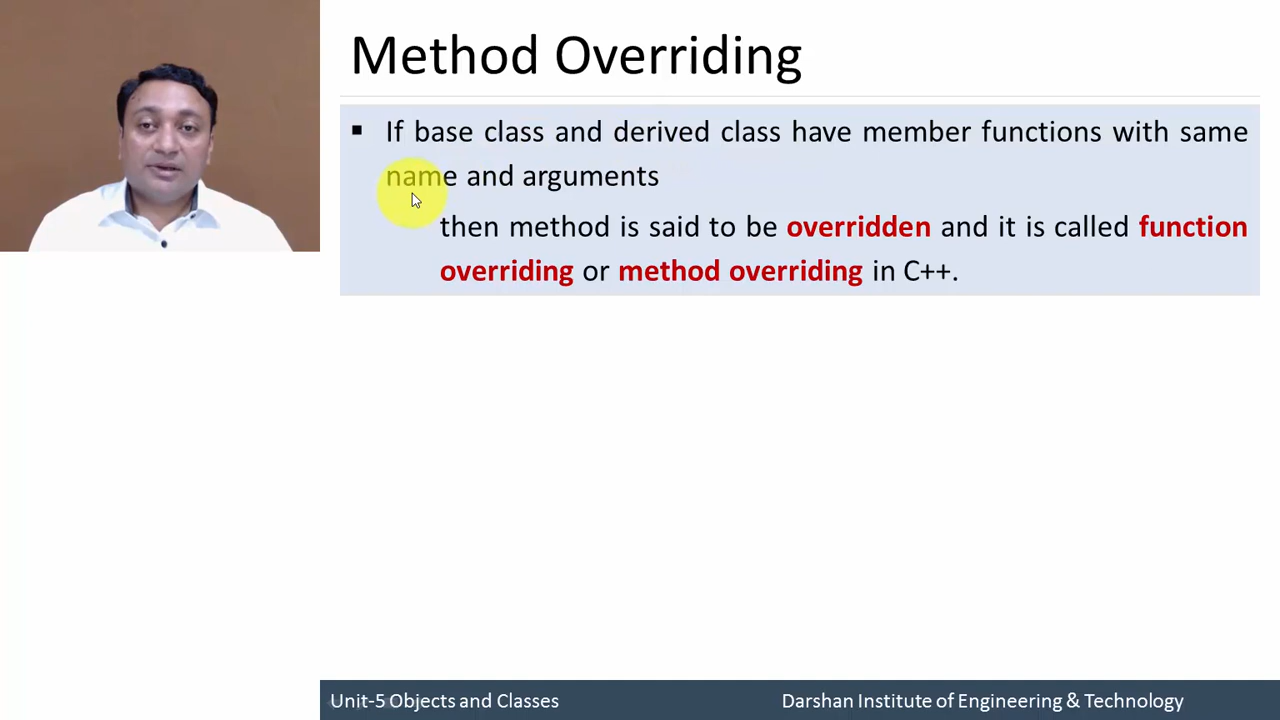 Method Overriding
▪ If base class and derived class have member functions with same
name and arguments
then method is said to be overridden and it is called function
overriding or method overriding in C++.
Unit-5 Objects and Classes
Darshan Institute of Engineering & Technology